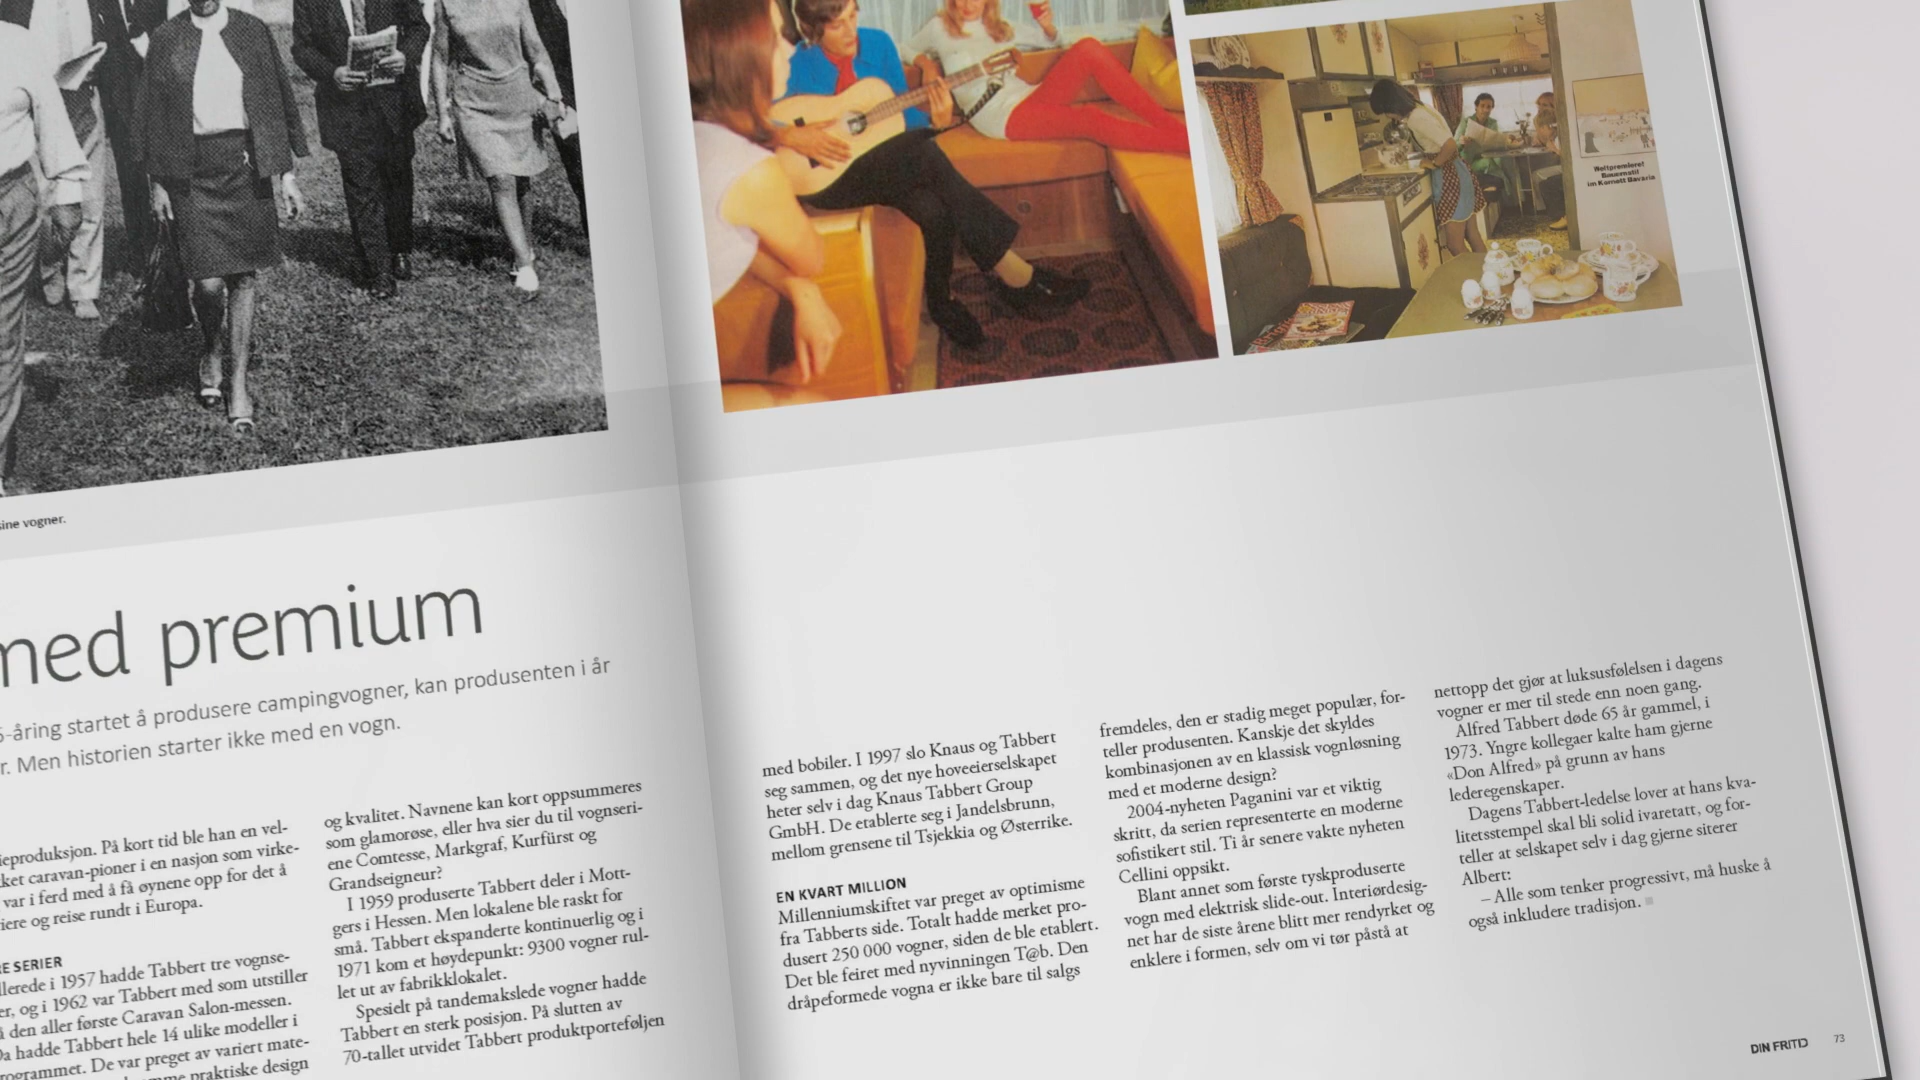 sine vogner.
med premium
-åring startet å produsere campingvogner, kan produsenten i år
r. Men historien starter ikke med en vogn.
ieproduksjon. På kort tid ble han en vel-
ket caravan-pioner i en nasjon som virke-
var i ferd med å få øynene opp for det å
iere og reise rundt i Europa.
E SERIER
llerede i 1957 hadde Tabbert tre vognse-
er, og i 1962 var Tabbert med som utstiller
den aller første Caravan Salon-messen.
Da hadde Tabbert hele 14 ulike modeller i
rogrammet. De var preget av variert mate-
praktiske design
og kvalitet. Navnene kan kort oppsummeres
som glamorøse, eller hva sier du til vognseri-
ene Comtesse, Markgraf, Kurfürst og
Grandseigneur?
I 1959 produserte Tabbert deler i Mott-
gers i Hessen. Men lokalene ble raskt for
små. Tabbert ekspanderte kontinuerlig og i
1971 kom et høydepunkt: 9300 vogner rul-
let ut av fabrikklokalet.
Spesielt på tandemakslede vogner hadde
Tabbert en sterk posisjon. På slutten av
70-tallet utvidet Tabbert produktporteføljen
Weltpremiere!
Bauernstil
im Komett Bavaria
med bobiler. I 1997 slo Knaus og Tabbert
seg sammen, og det nye hoveeierselskapet
heter selv i dag Knaus Tabbert Group
GmbH. De etablerte seg i Jandelsbrunn,
mellom grensene til Tsjekkia og Østerrike.
EN KVART MILLION
Millenniumskiftet var preget av optimisme
fra Tabberts side. Totalt hadde merket pro-
dusert 250 000 vogner, siden de ble etablert.
Det ble feiret med nyvinningen T@b. Den
dråpeformede vogna er ikke bare til salgs
fremdeles, den er stadig meget populær, for-
teller produsenten. Kanskje det skyldes
kombinasjonen av en klassisk vognløsning
med et moderne design?
2004-nyheten Paganini var et viktig
skritt, da serien representerte en moderne
sofistikert stil. Ti år senere vakte nyheten
Cellini oppsikt.
Blant annet som første tyskproduserte
vogn med elektrisk slide-out. Interiørdesig-
net har de siste årene blitt mer rendyrket og
enklere i formen, selv om vi tør påstå at
nettopp det gjør at luksusfølelsen i dagens
vogner er mer til stede enn noen gang.
Alfred Tabbert døde 65 år gammel, i
1973. Yngre kollegaer kalte ham gjerne
«Don Alfred» på grunn av hans
lederegenskaper.
Dagens Tabbert-ledelse lover at hans kva-
litetsstempel skal bli solid ivaretatt, og for-
teller at selskapet selv i dag gjerne siterer
Albert:
– Alle som tenker progressivt, må huske å
også inkludere tradisjon.
DIN FRITID 73